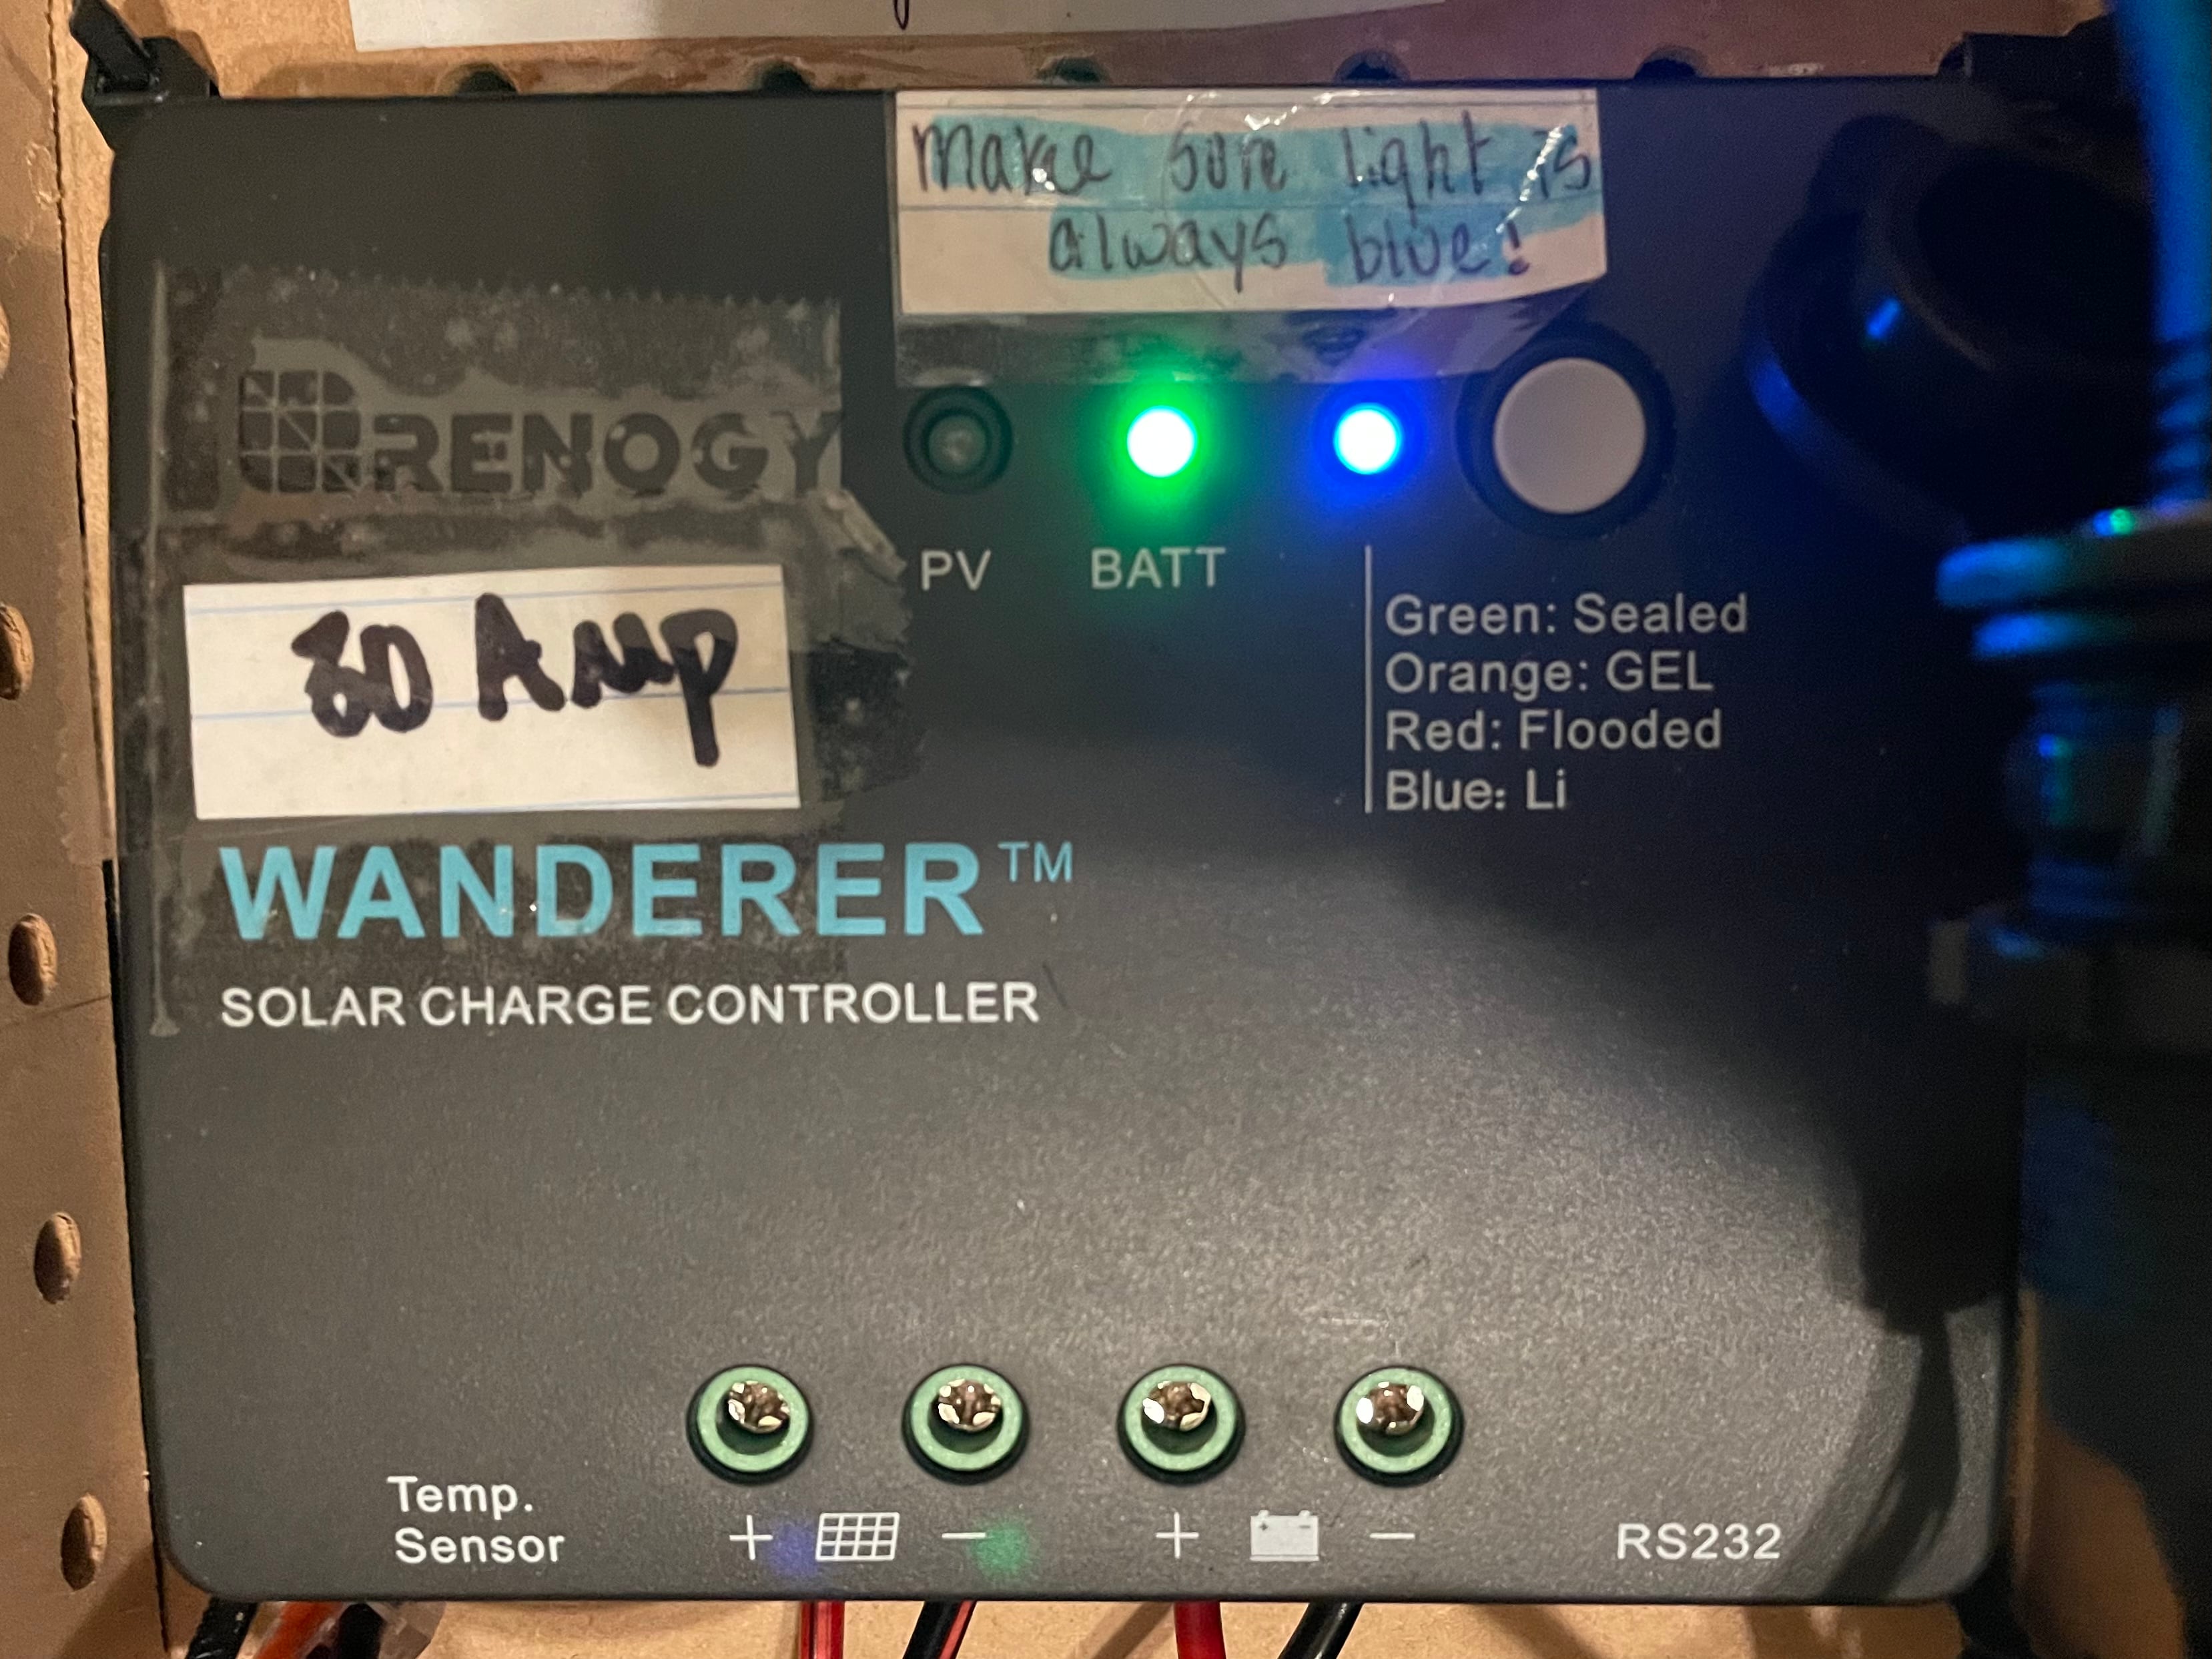 make sure light is
always blue!
RENOGY
PV BATT
Green: Sealed
Orange: GEL
Red: Flooded
Blue: Li
30 Amp
WANDERER™
SOLAR CHARGE CONTROLLER
Temp.
Sensor
+ − + −
RS232